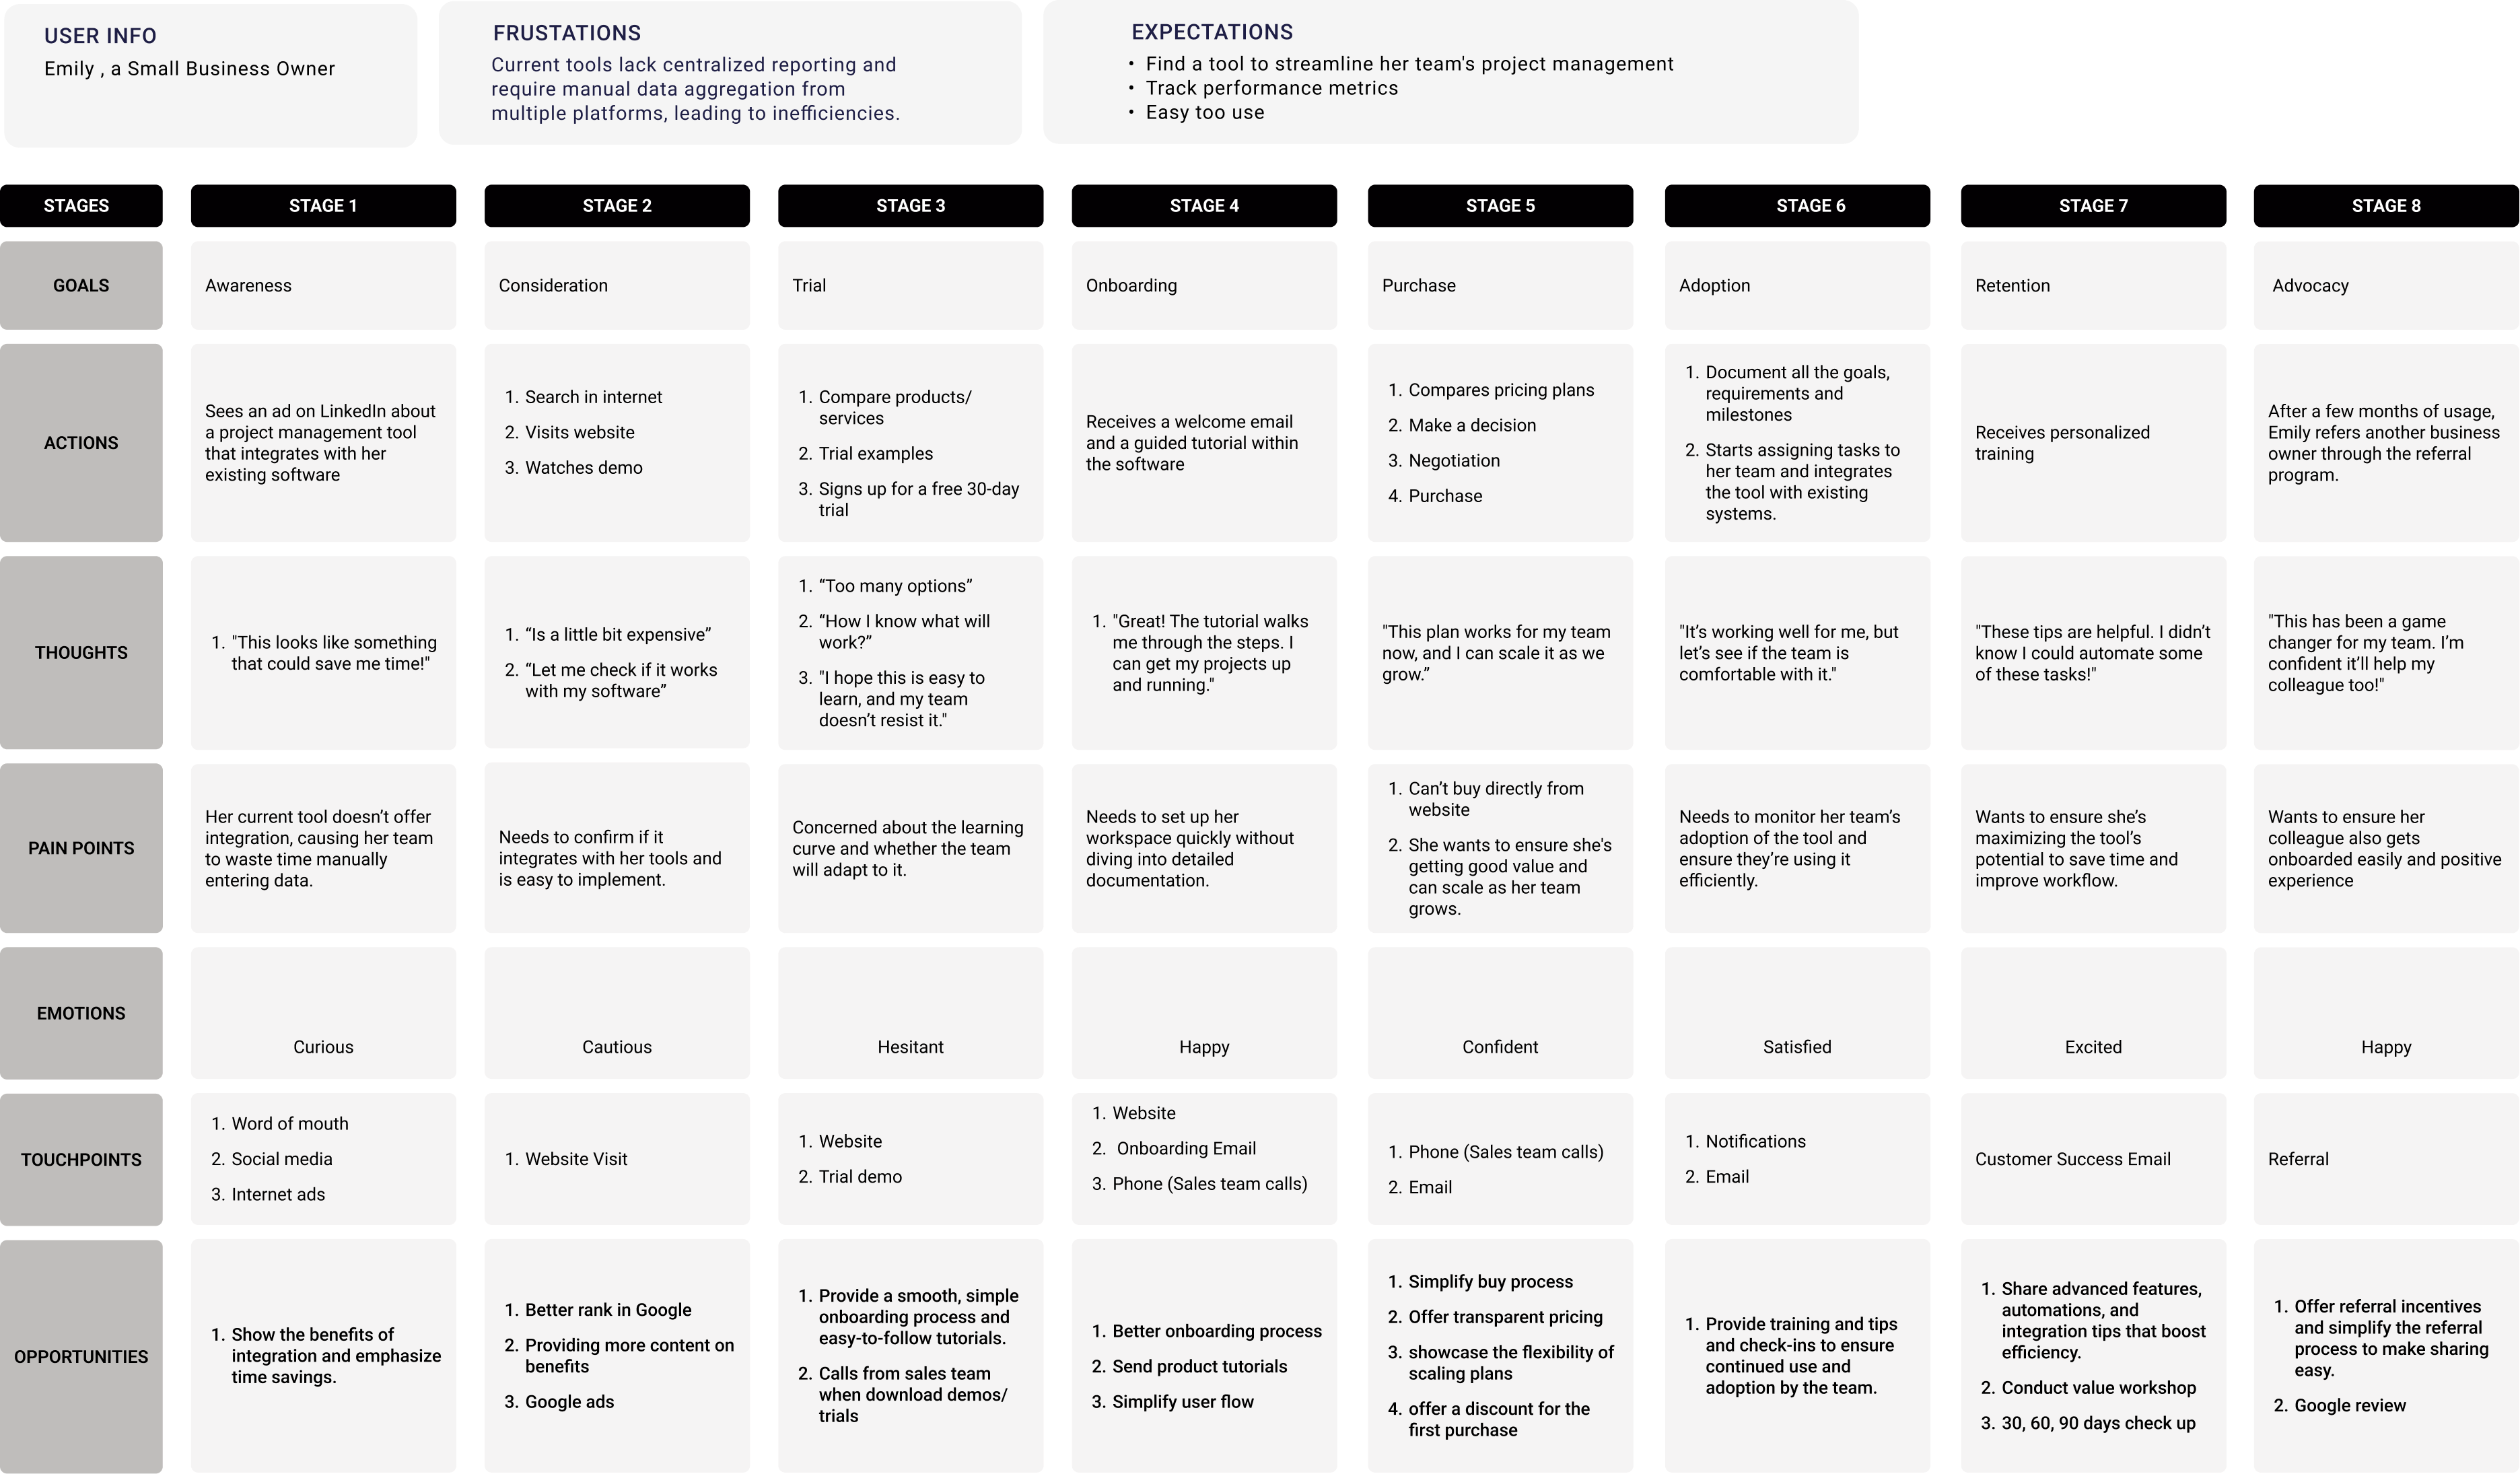 USER INFO
Emily , a Small Business Owner
FRUSTATIONS
Current tools lack centralized reporting and
require manual data aggregation from
multiple platforms, leading to inefficiencies.
EXPECTATIONS
• Find a tool to streamline her team's project management
• Track performance metrics
• Easy too use
STAGES
STAGE 1
STAGE 2
STAGE 3
STAGE 4
STAGE 5
STAGE 6
STAGE 7
STAGE 8
GOALS
Awareness
Consideration
Trial
Onboarding
Purchase
Adoption
Retention
Advocacy
ACTIONS
Sees an ad on LinkedIn about
a project management tool
that integrates with her
existing software
1. Search in internet
2. Visits website
3. Watches demo
1. Compare products/
services
2. Trial examples
3. Signs up for a free 30-day
trial
Receives a welcome email
and a guided tutorial within
the software
1. Compares pricing plans
2. Make a decision
3. Negotiation
4. Purchase
1. Document all the goals,
requirements and
milestones
2. Starts assigning tasks to
her team and integrates
the tool with existing
systems.
Receives personalized
training
After a few months of usage,
Emily refers another business
owner through the referral
program.
THOUGHTS
1. "This looks like something
that could save me time!"
1. “Is a little bit expensive”
2. “Let me check if it works
with my software”
1. “Too many options”
2. “How I know what will
work?”
3. "I hope this is easy to
learn, and my team
doesn’t resist it."
1. "Great! The tutorial walks
me through the steps. I
can get my projects up
and running."
"This plan works for my team
now, and I can scale it as we
grow.”
"It’s working well for me, but
let’s see if the team is
comfortable with it."
"These tips are helpful. I didn’t
know I could automate some
of these tasks!"
"This has been a game
changer for my team. I’m
confident it’ll help my
colleague too!"
PAIN POINTS
Her current tool doesn’t offer
integration, causing her team
to waste time manually
entering data.
Needs to confirm if it
integrates with her tools and
is easy to implement.
Concerned about the learning
curve and whether the team
will adapt to it.
Needs to set up her
workspace quickly without
diving into detailed
documentation.
1. Can’t buy directly from
website
2. She wants to ensure she's
getting good value and
can scale as her team
grows.
Needs to monitor her team’s
adoption of the tool and
ensure they’re using it
efficiently.
Wants to ensure she’s
maximizing the tool’s
potential to save time and
improve workflow.
Wants to ensure her
colleague also gets
onboarded easily and positive
experience
EMOTIONS
Curious
Cautious
Hesitant
Happy
Confident
Satisfied
Excited
Happy
TOUCHPOINTS
1. Word of mouth
2. Social media
3. Internet ads
1. Website Visit
1. Website
2. Trial demo
1. Website
2. Onboarding Email
3. Phone (Sales team calls)
1. Phone (Sales team calls)
2. Email
1. Notifications
2. Email
Customer Success Email
Referral
OPPORTUNITIES
1. Show the benefits of
integration and emphasize
time savings.
1. Better rank in Google
2. Providing more content on
benefits
3. Google ads
1. Provide a smooth, simple
onboarding process and
easy-to-follow tutorials.
2. Calls from sales team
when download demos/
trials
1. Better onboarding process
2. Send product tutorials
3. Simplify user flow
1. Simplify buy process
2. Offer transparent pricing
3. showcase the flexibility of
scaling plans
4. offer a discount for the
first purchase
1. Provide training and tips
and check-ins to ensure
continued use and
adoption by the team.
1. Share advanced features,
automations, and
integration tips that boost
efficiency.
2. Conduct value workshop
3. 30, 60, 90 days check up
1. Offer referral incentives
and simplify the referral
process to make sharing
easy.
2. Google review